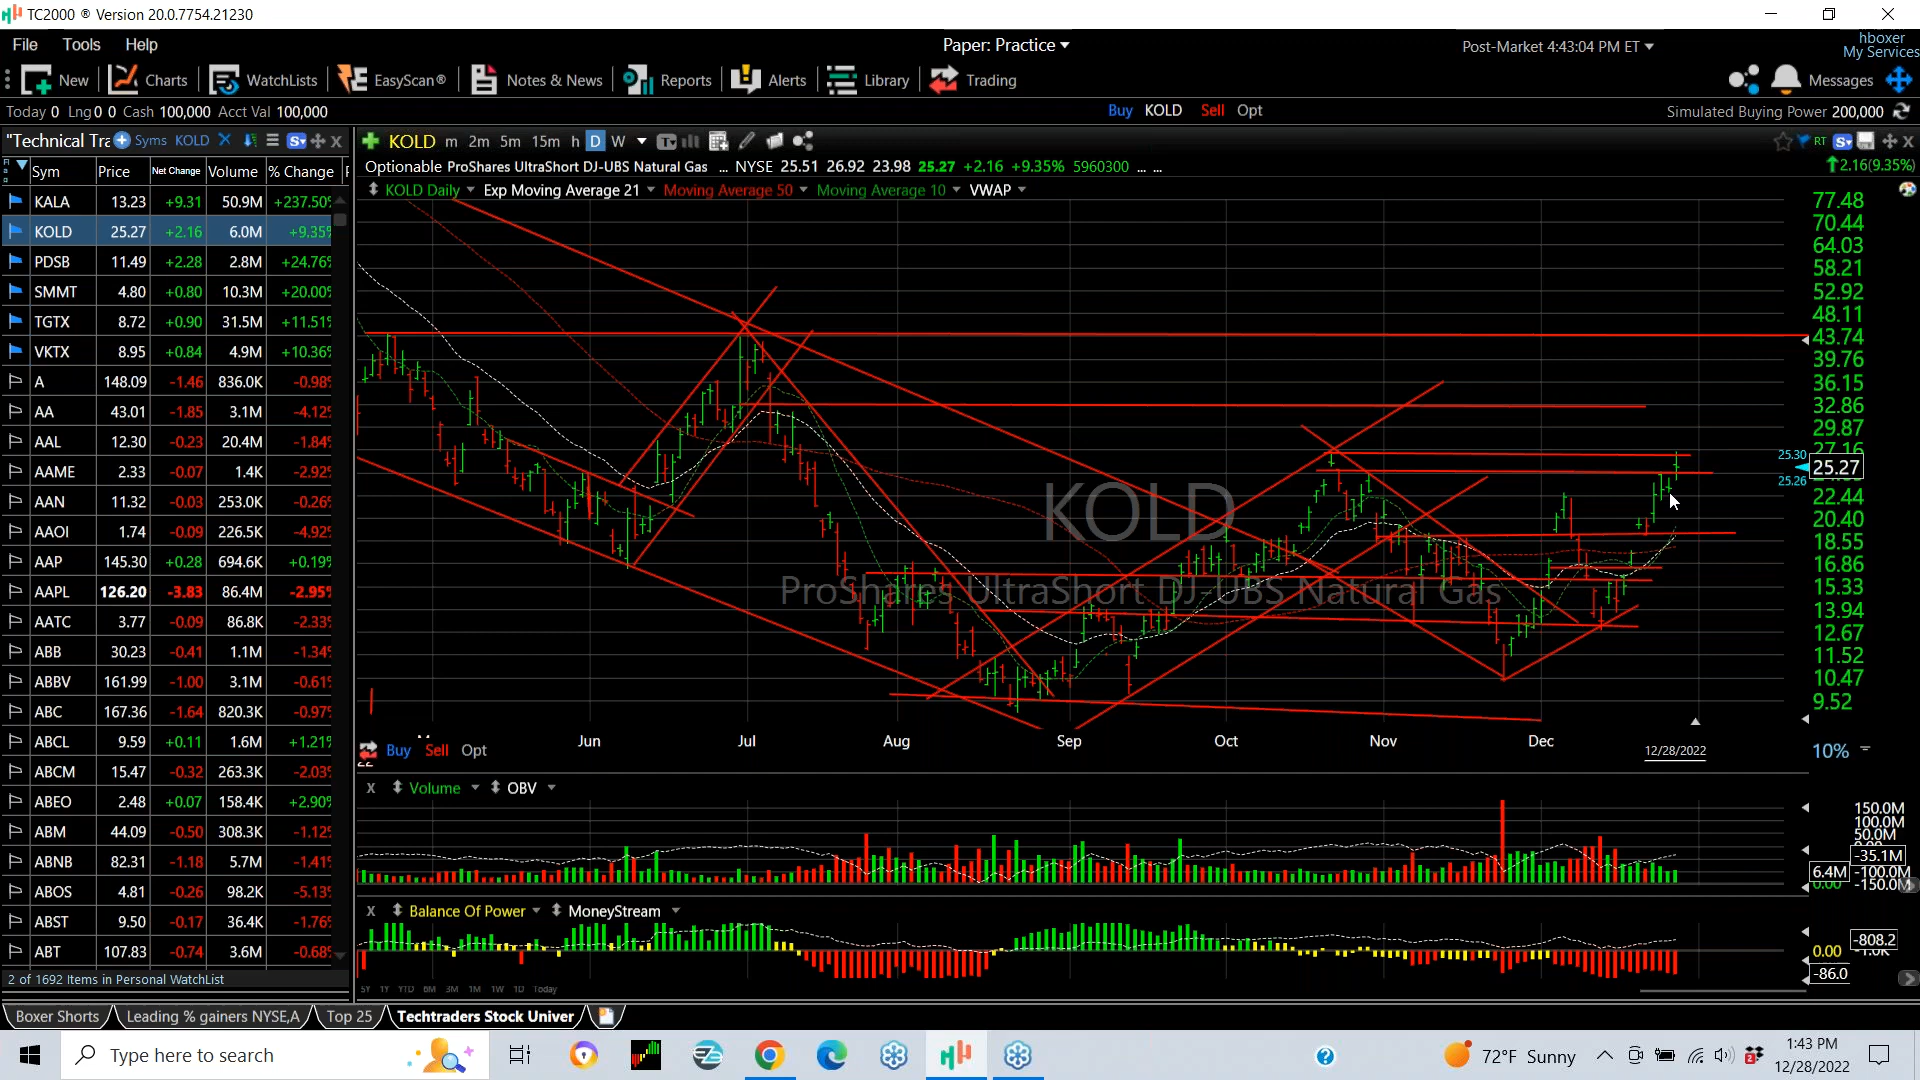 TC2000 ® Version 20.0.7754.21230
File Tools Help
Paper: Practice
Post-Market 4:43:04 PM ET
hboxer
My Services
New Charts WatchLists EasyScan® Notes & News Reports Alerts Library Trading
Messages
Today 0 Lng 0 0 Cash 100,000 Acct Val 100,000
Buy KOLD Sell Opt
Simulated Buying Power 200,000
"Technical Tra Syms KOLD
KOLD m 2m 5m 15m h D W
RT
Sym Price Net Change Volume % Change
Optionable ProShares UltraShort DJ-UBS Natural Gas ... NYSE 25.51 26.92 23.98 25.27 +2.16 +9.35% 5960300 ... ...
2.16(9.35%)
KOLD Daily Exp Moving Average 21 Moving Average 50 Moving Average 10 VWAP
KALA 13.23 +9.31 50.9M +237.50%
KOLD 25.27 +2.16 6.0M +9.35%
PDSB 11.49 +2.28 2.8M +24.76%
SMMT 4.80 +0.80 10.3M +20.00%
TGTX 8.72 +0.90 31.5M +11.51%
VKTX 8.95 +0.84 4.9M +10.36%
A 148.09 -1.46 836.0K -0.98%
AA 43.01 -1.85 3.1M -4.12%
AAL 12.30 -0.23 20.4M -1.84%
AAME 2.33 -0.07 1.4K -2.92%
AAN 11.32 -0.03 253.0K -0.26%
AAOI 1.74 -0.09 226.5K -4.92%
AAP 145.30 +0.28 694.6K +0.19%
AAPL 126.20 -3.83 86.4M -2.95%
AATC 3.77 -0.09 86.8K -2.33%
ABB 30.23 -0.41 1.1M -1.34%
ABBV 161.99 -1.00 3.1M -0.61%
ABC 167.36 -1.64 820.3K -0.97%
ABCL 9.59 +0.11 1.6M +1.21%
ABCM 15.47 -0.32 263.3K -2.03%
ABEO 2.48 +0.07 158.4K +2.90%
ABM 44.09 -0.50 308.3K -1.12%
ABNB 82.31 -1.18 5.7M -1.41%
ABOS 4.81 -0.26 98.2K -5.13%
ABST 9.50 -0.17 36.4K -1.76%
ABT 107.83 -0.74 3.6M -0.68%
2 of 1692 Items in Personal WatchList
77.48
70.44
64.03
58.21
52.92
48.11
43.74
39.76
36.15
32.86
29.87
27.16
25.30
25.27
25.26
22.44
20.40
18.55
16.86
15.33
13.94
12.67
11.52
10.47
9.52
KOLD
ProShares UltraShort DJ-UBS Natural Gas
Jun Jul Aug Sep Oct Nov Dec
12/28/2022
10%
Buy Sell Opt
22
X Volume OBV
150.0M
100.0M
50.0M
-35.1M
6.4M
-100.0M
0.00
-150.0M
X Balance Of Power MoneyStream
-808.2
0.00
-1.0K
-86.0
5Y 1Y YTD 6M 3M 1M 1W 1D Today
Boxer Shorts Leading % gainers NYSE,A Top 25 Techtraders Stock Univer
Type here to search
72°F Sunny
1:43 PM
12/28/2022